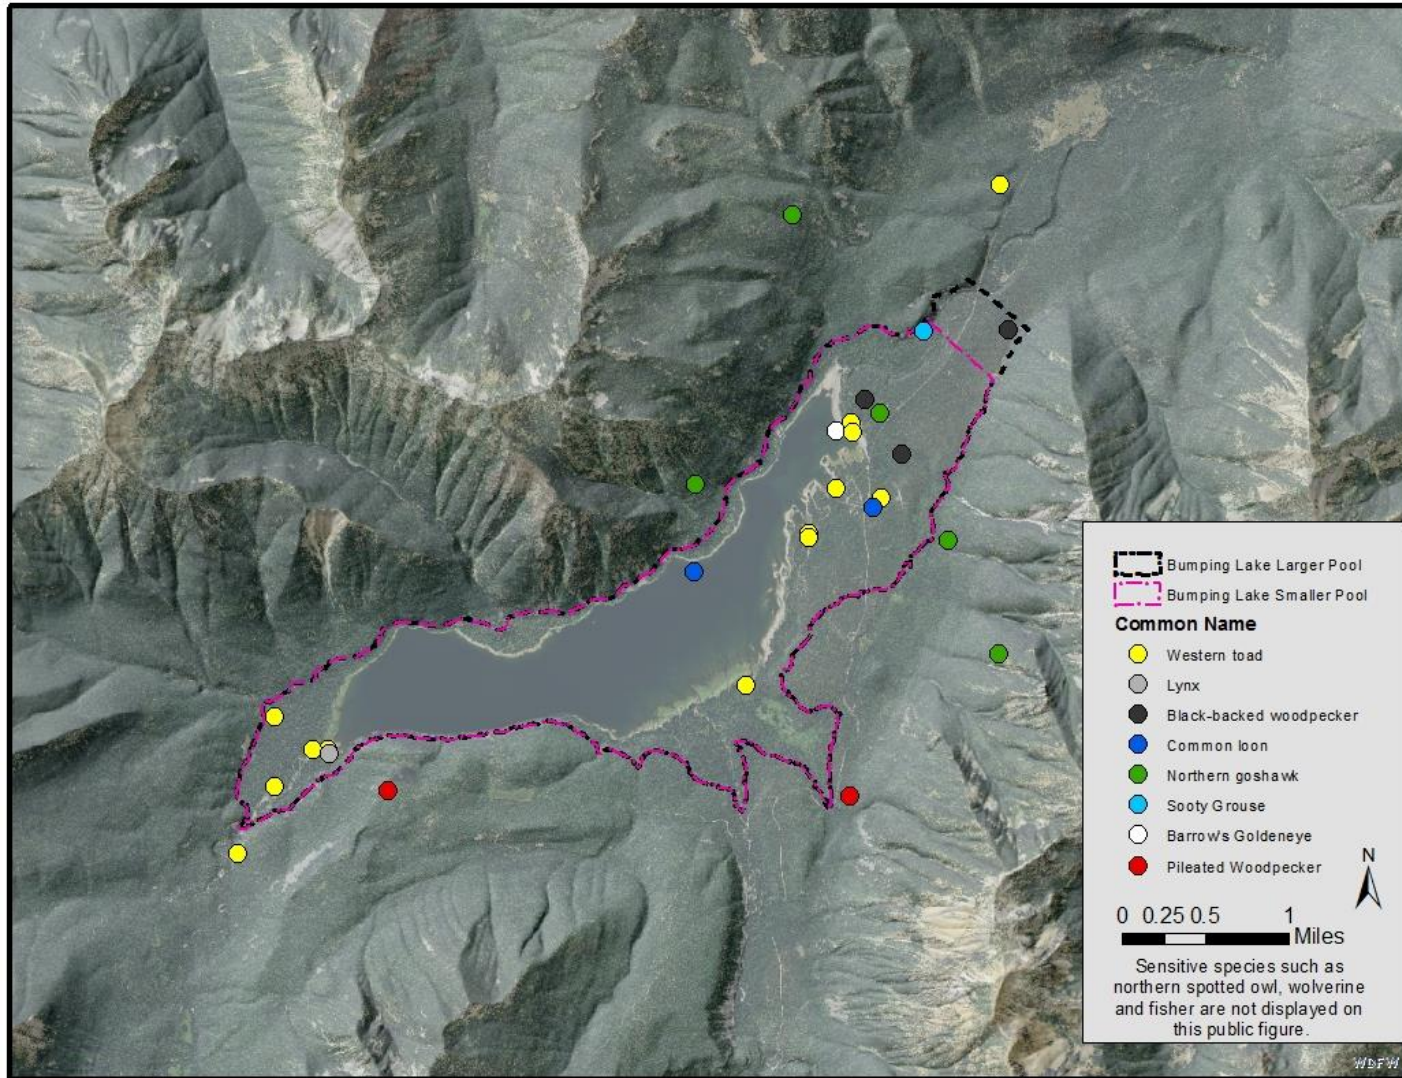 Bumping Lake Larger Pool
Bumping Lake Smaller Pool
Common Name
Western toad
Lynx
Black-backed woodpecker
Common loon
Northern goshawk
Sooty Grouse
Barrow's Goldeneye
Pileated Woodpecker
N
0 0.25 0.5 1
Miles
Sensitive species such as
northern spotted owl, wolverine
and fisher are not displayed on
this public figure.
WDFW